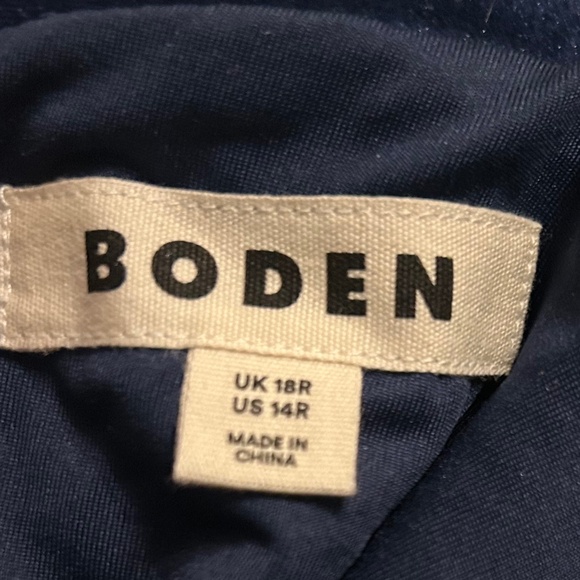 BODEN
UK 18R
US 14R
MADE IN
CHINA